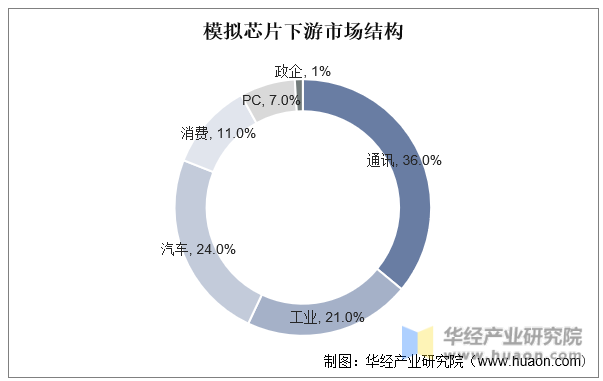 模拟芯片下游市场结构
政企, 1%
PC, 7.0%
消费, 11.0%
通讯, 36.0%
汽车, 24.0%
工业, 21.0%
华经产业研究院
www.huaon.com
制图：华经产业研究院（www.huaon.com)